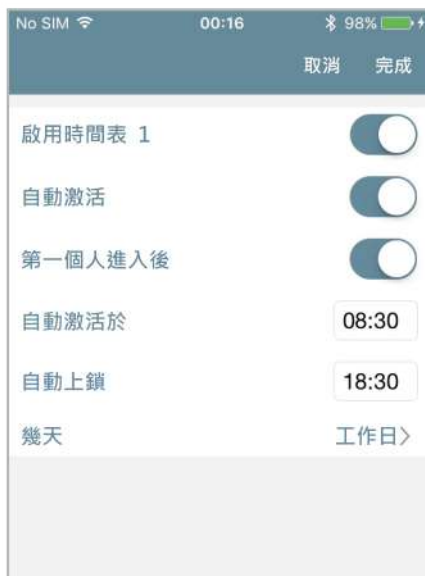 No SIM 00:16 98%
取消 完成
啟用時間表 1
自動激活
第一個人進入後
自動激活於 08:30
自動上鎖 18:30
幾天 工作日>